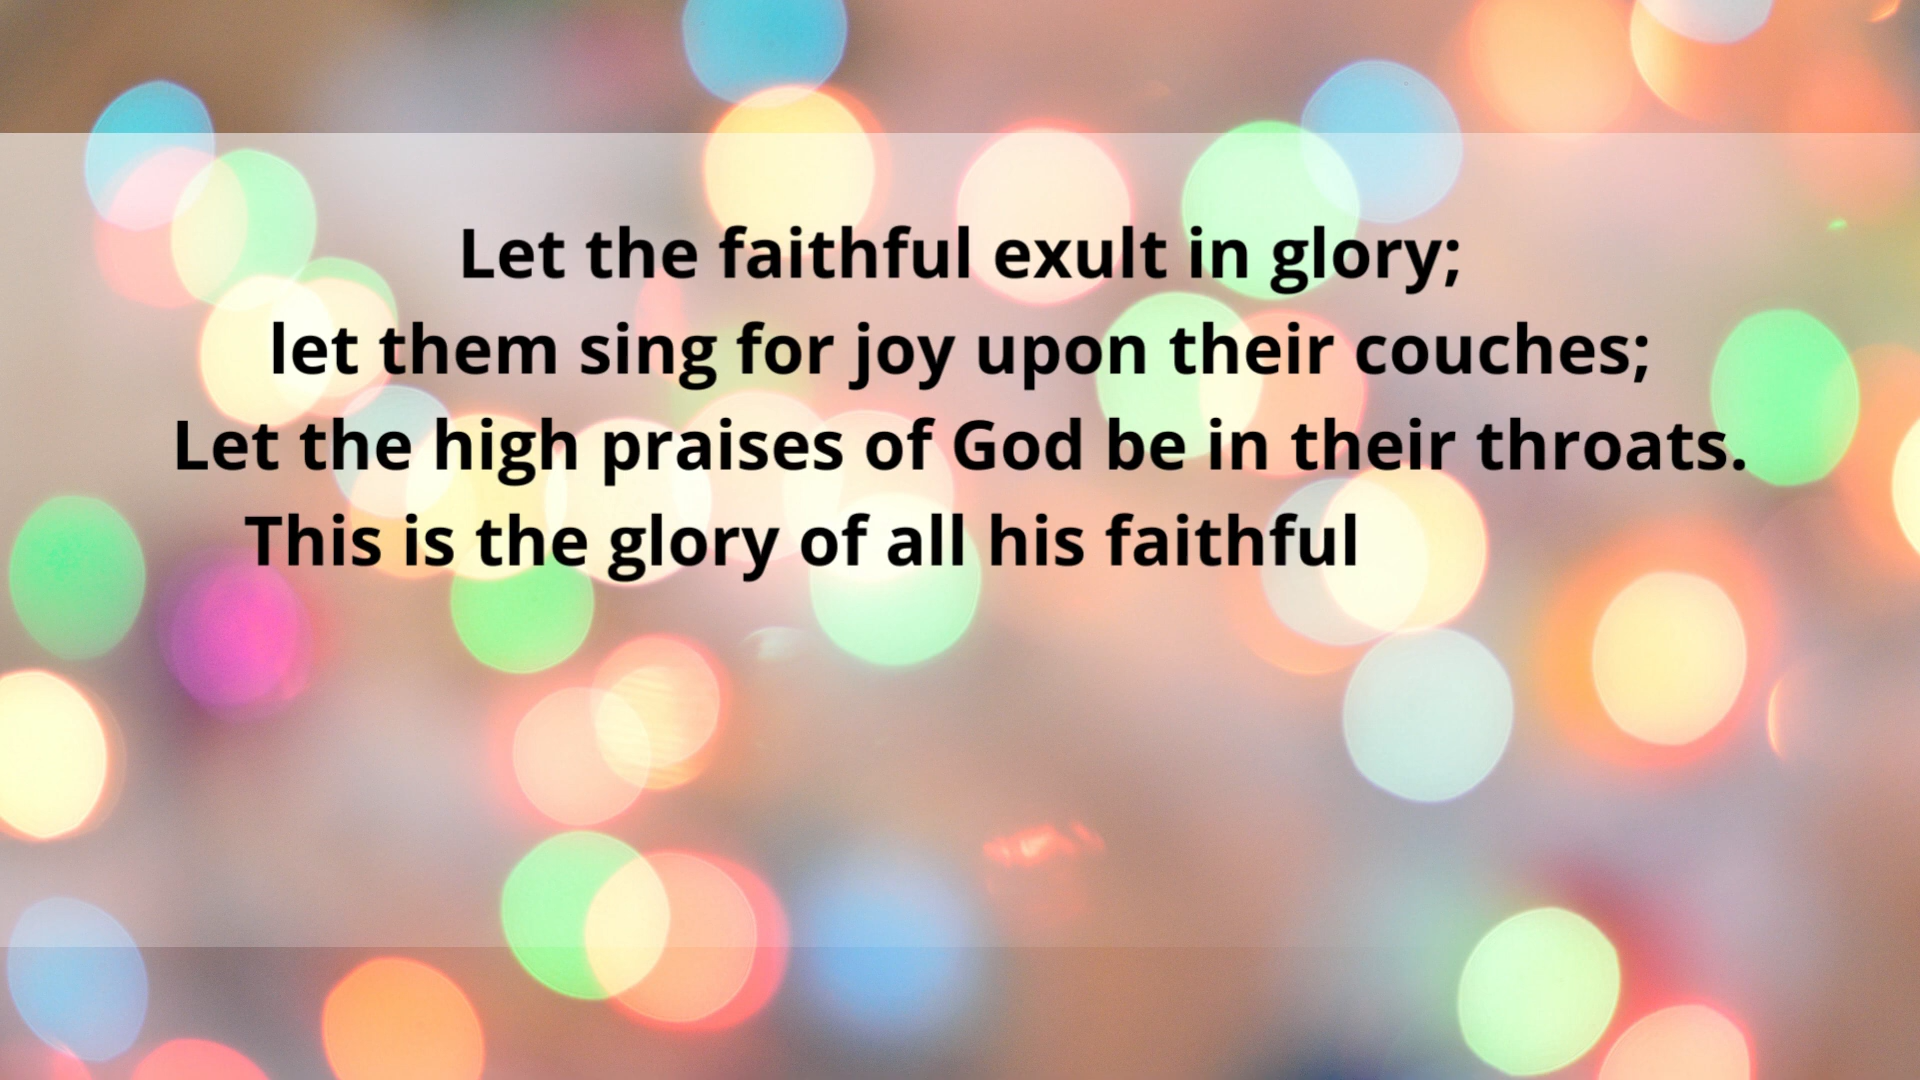 Let the faithful exult in glory;
let them sing for joy upon their couches;
Let the high praises of God be in their throats.
This is the glory of all his faithful